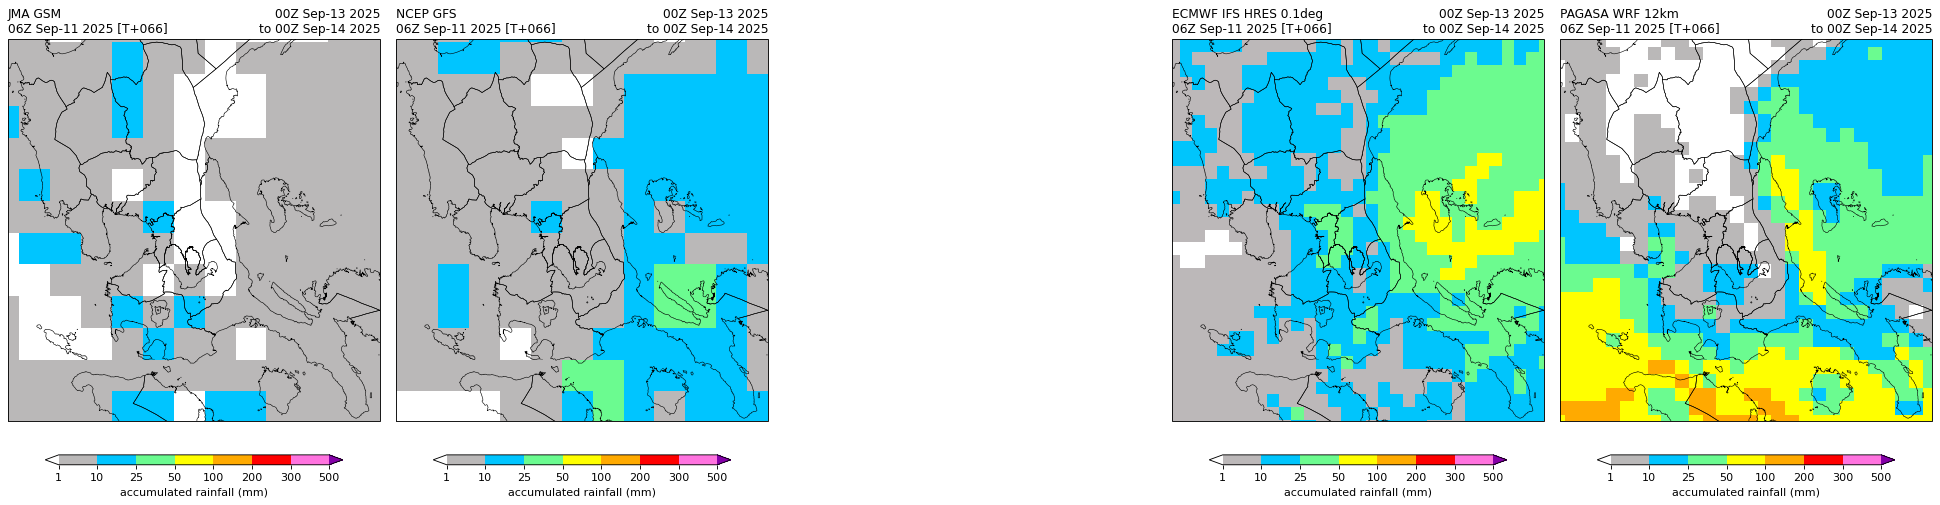 JMA GSM 00Z Sep-13 2025
06Z Sep-11 2025 [T+066] to 00Z Sep-14 2025
1 10 25 50 100 200 300 500
accumulated rainfall (mm)
NCEP GFS 00Z Sep-13 2025
06Z Sep-11 2025 [T+066] to 00Z Sep-14 2025
1 10 25 50 100 200 300 500
accumulated rainfall (mm)
ECMWF IFS HRES 0.1deg 00Z Sep-13 2025
06Z Sep-11 2025 [T+066] to 00Z Sep-14 2025
1 10 25 50 100 200 300 500
accumulated rainfall (mm)
PAGASA WRF 12km 00Z Sep-13 2025
06Z Sep-11 2025 [T+066] to 00Z Sep-14 2025
1 10 25 50 100 200 300 500
accumulated rainfall (mm)